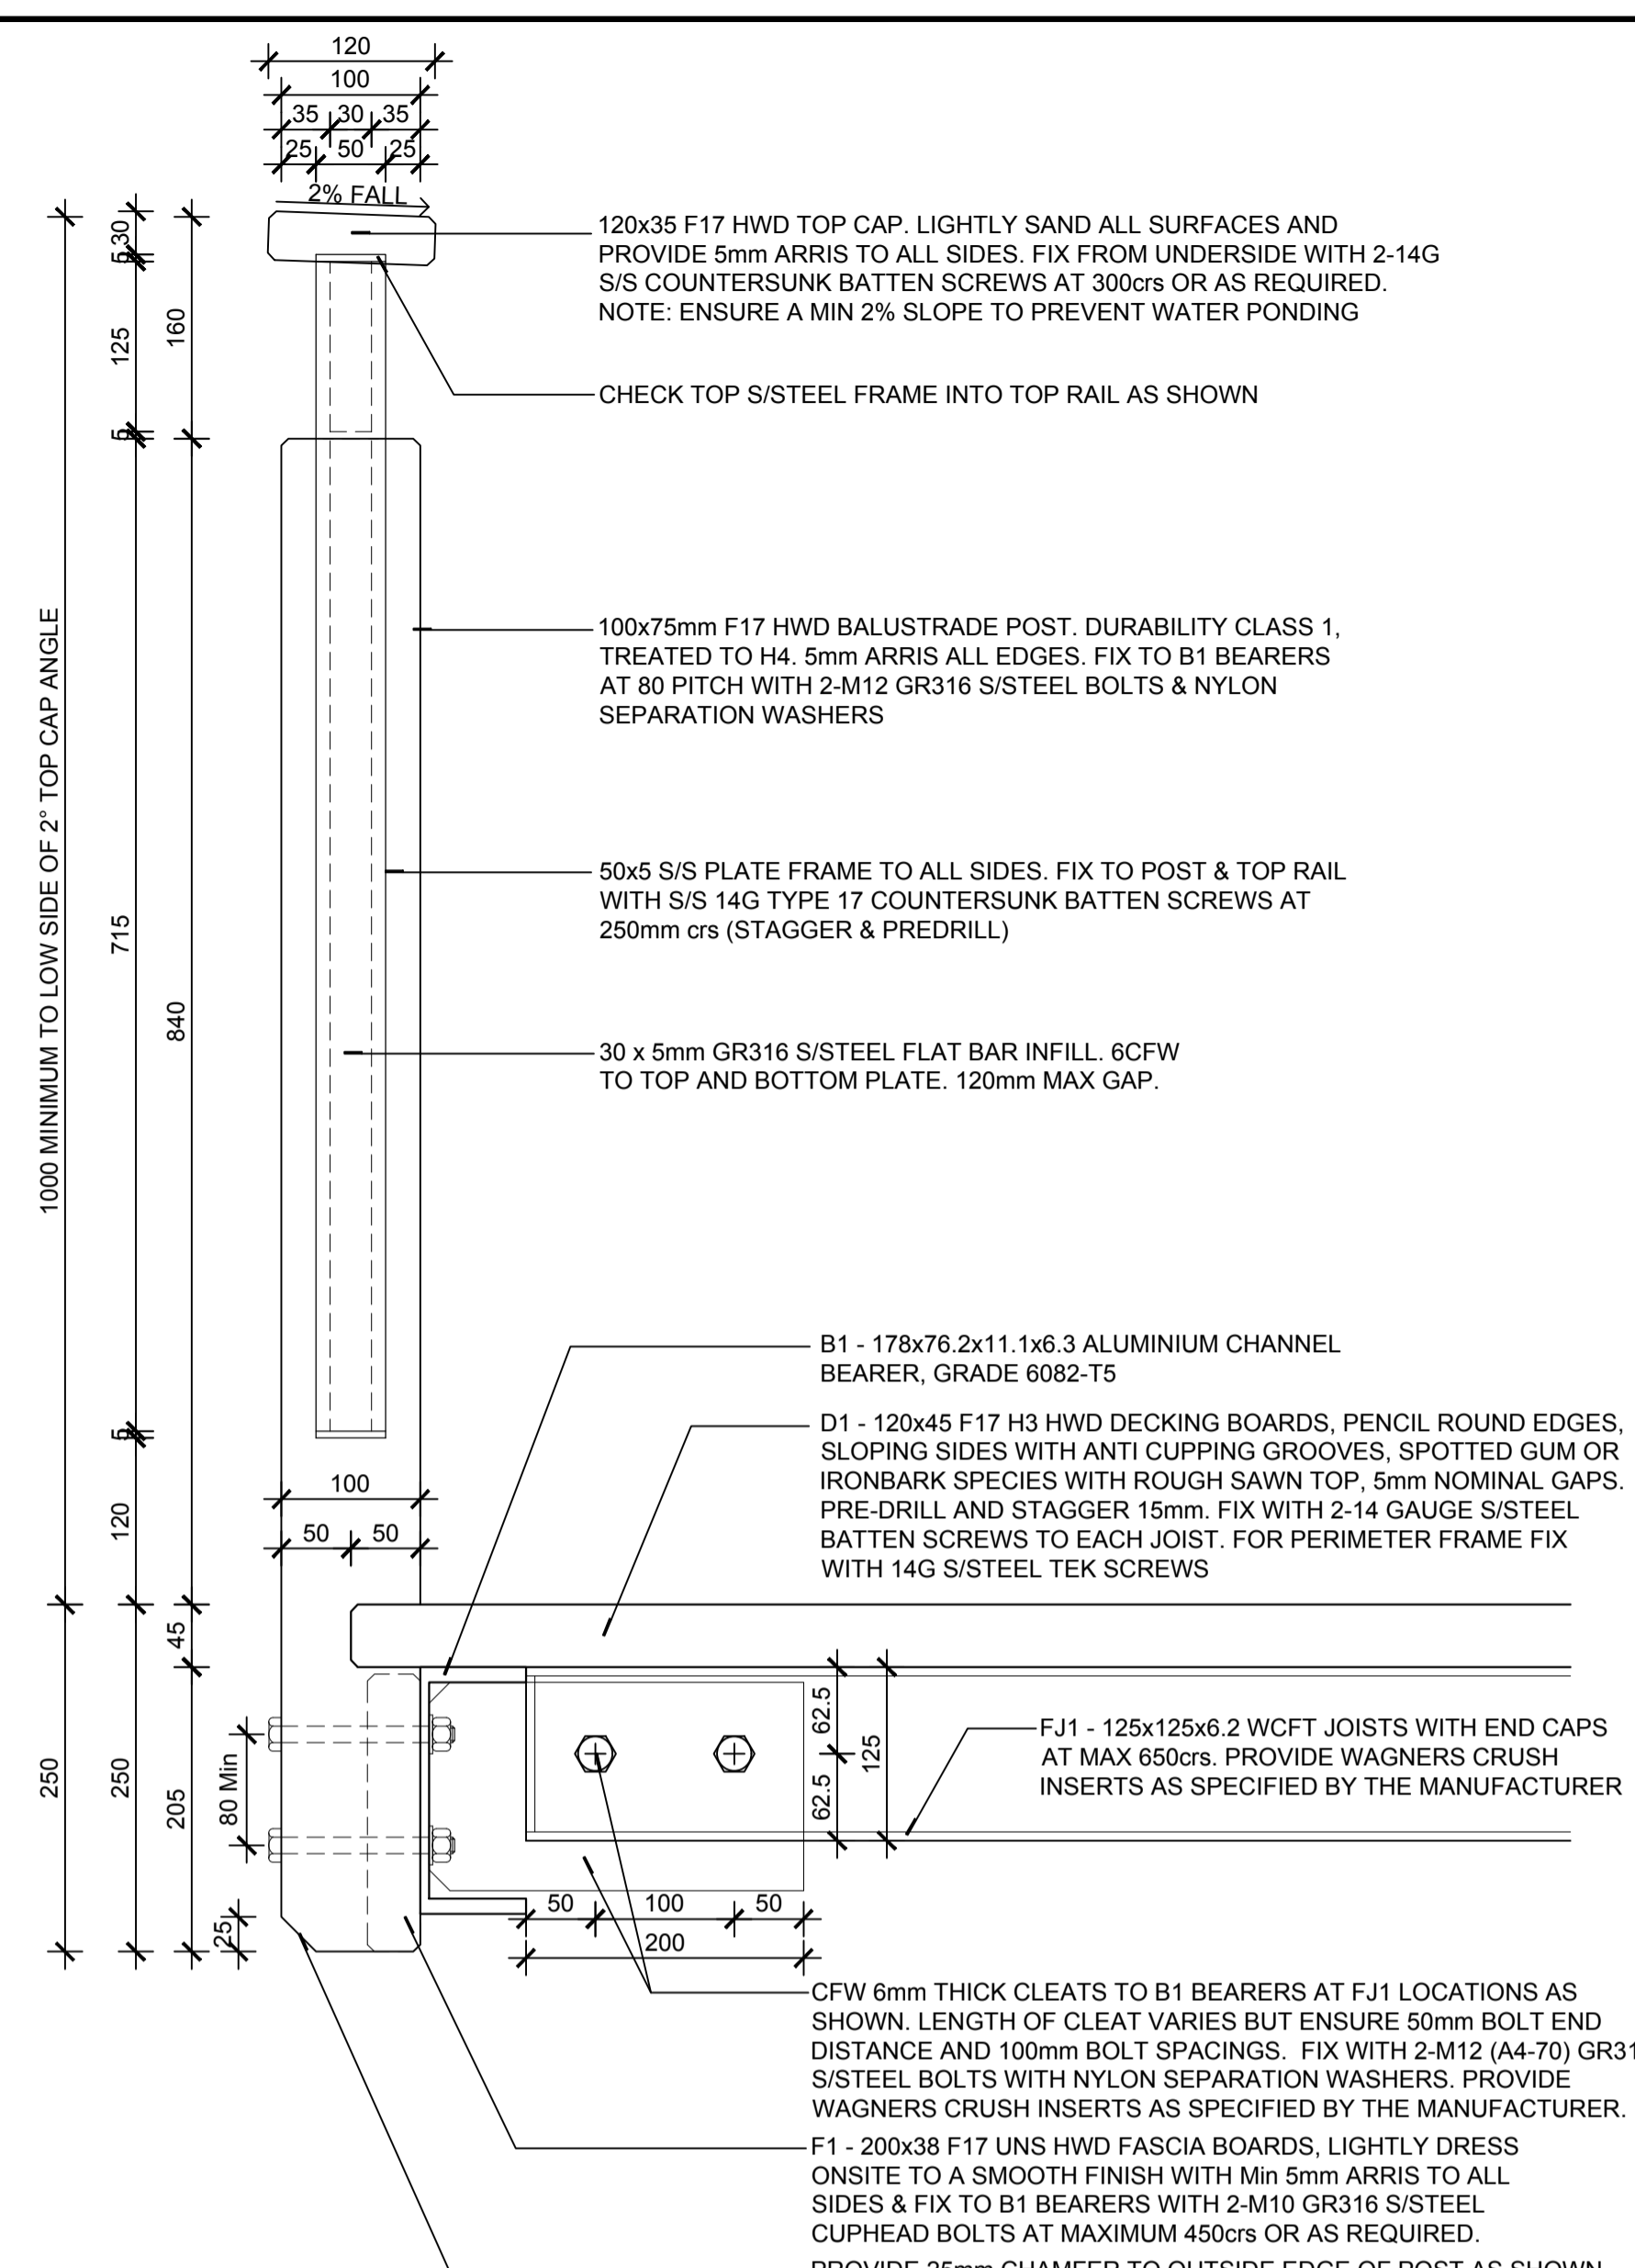 120
100
35 30 35
25 50 25
2% FALL
120x35 F17 HWD TOP CAP. LIGHTLY SAND ALL SURFACES AND
PROVIDE 5mm ARRIS TO ALL SIDES. FIX FROM UNDERSIDE WITH 2-14G
S/S COUNTERSUNK BATTEN SCREWS AT 300crs OR AS REQUIRED.
NOTE: ENSURE A MIN 2% SLOPE TO PREVENT WATER PONDING
30
5
125
160
5
CHECK TOP S/STEEL FRAME INTO TOP RAIL AS SHOWN
1000 MINIMUM TO LOW SIDE OF 2° TOP CAP ANGLE
715
840
100x75mm F17 HWD BALUSTRADE POST. DURABILITY CLASS 1,
TREATED TO H4. 5mm ARRIS ALL EDGES. FIX TO B1 BEARERS
AT 80 PITCH WITH 2-M12 GR316 S/STEEL BOLTS & NYLON
SEPARATION WASHERS
50x5 S/S PLATE FRAME TO ALL SIDES. FIX TO POST & TOP RAIL
WITH S/S 14G TYPE 17 COUNTERSUNK BATTEN SCREWS AT
250mm crs (STAGGER & PREDRILL)
30 x 5mm GR316 S/STEEL FLAT BAR INFILL. 6CFW
TO TOP AND BOTTOM PLATE. 120mm MAX GAP.
B1 - 178x76.2x11.1x6.3 ALUMINIUM CHANNEL
BEARER, GRADE 6082-T5
D1 - 120x45 F17 H3 HWD DECKING BOARDS, PENCIL ROUND EDGES,
SLOPING SIDES WITH ANTI CUPPING GROOVES, SPOTTED GUM OR
IRONBARK SPECIES WITH ROUGH SAWN TOP, 5mm NOMINAL GAPS.
PRE-DRILL AND STAGGER 15mm. FIX WITH 2-14 GAUGE S/STEEL
BATTEN SCREWS TO EACH JOIST. FOR PERIMETER FRAME FIX
WITH 14G S/STEEL TEK SCREWS
5
120
100
50 50
45
250
250
205
80 Min
25
62.5
62.5
125
FJ1 - 125x125x6.2 WCFT JOISTS WITH END CAPS
AT MAX 650crs. PROVIDE WAGNERS CRUSH
INSERTS AS SPECIFIED BY THE MANUFACTURER
50 100 50
200
CFW 6mm THICK CLEATS TO B1 BEARERS AT FJ1 LOCATIONS AS
SHOWN. LENGTH OF CLEAT VARIES BUT ENSURE 50mm BOLT END
DISTANCE AND 100mm BOLT SPACINGS. FIX WITH 2-M12 (A4-70) GR31
S/STEEL BOLTS WITH NYLON SEPARATION WASHERS. PROVIDE
WAGNERS CRUSH INSERTS AS SPECIFIED BY THE MANUFACTURER.
F1 - 200x38 F17 UNS HWD FASCIA BOARDS, LIGHTLY DRESS
ONSITE TO A SMOOTH FINISH WITH Min 5mm ARRIS TO ALL
SIDES & FIX TO B1 BEARERS WITH 2-M10 GR316 S/STEEL
CUPHEAD BOLTS AT MAXIMUM 450crs OR AS REQUIRED.
PROVIDE 25mm CHAMFER TO OUTSIDE EDGE OF POST AS SHOWN